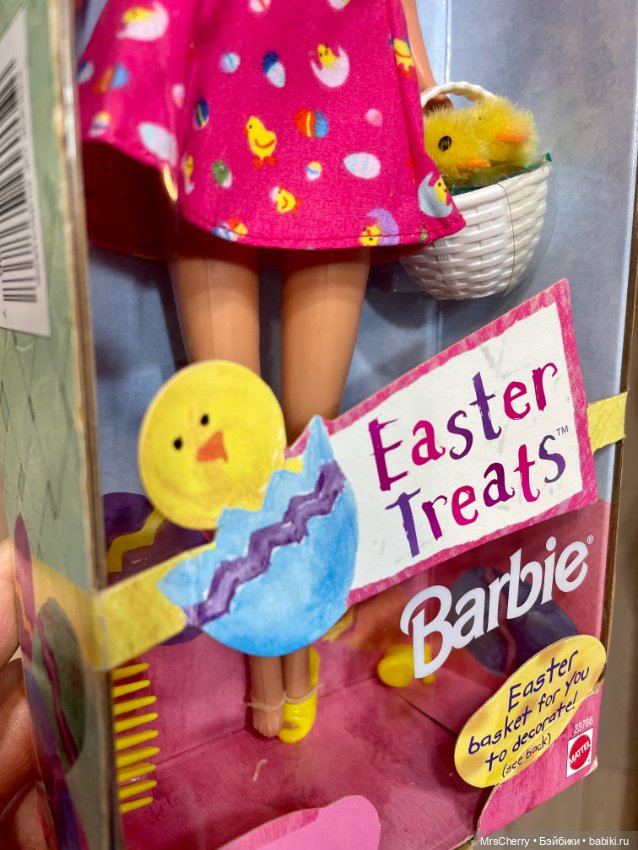 Easter
Treats™
Barbie®
Easter
basket for you
to decorate!
(see back)
23786
MATTEL
MrsCherry • Бэйбики • babiki.ru